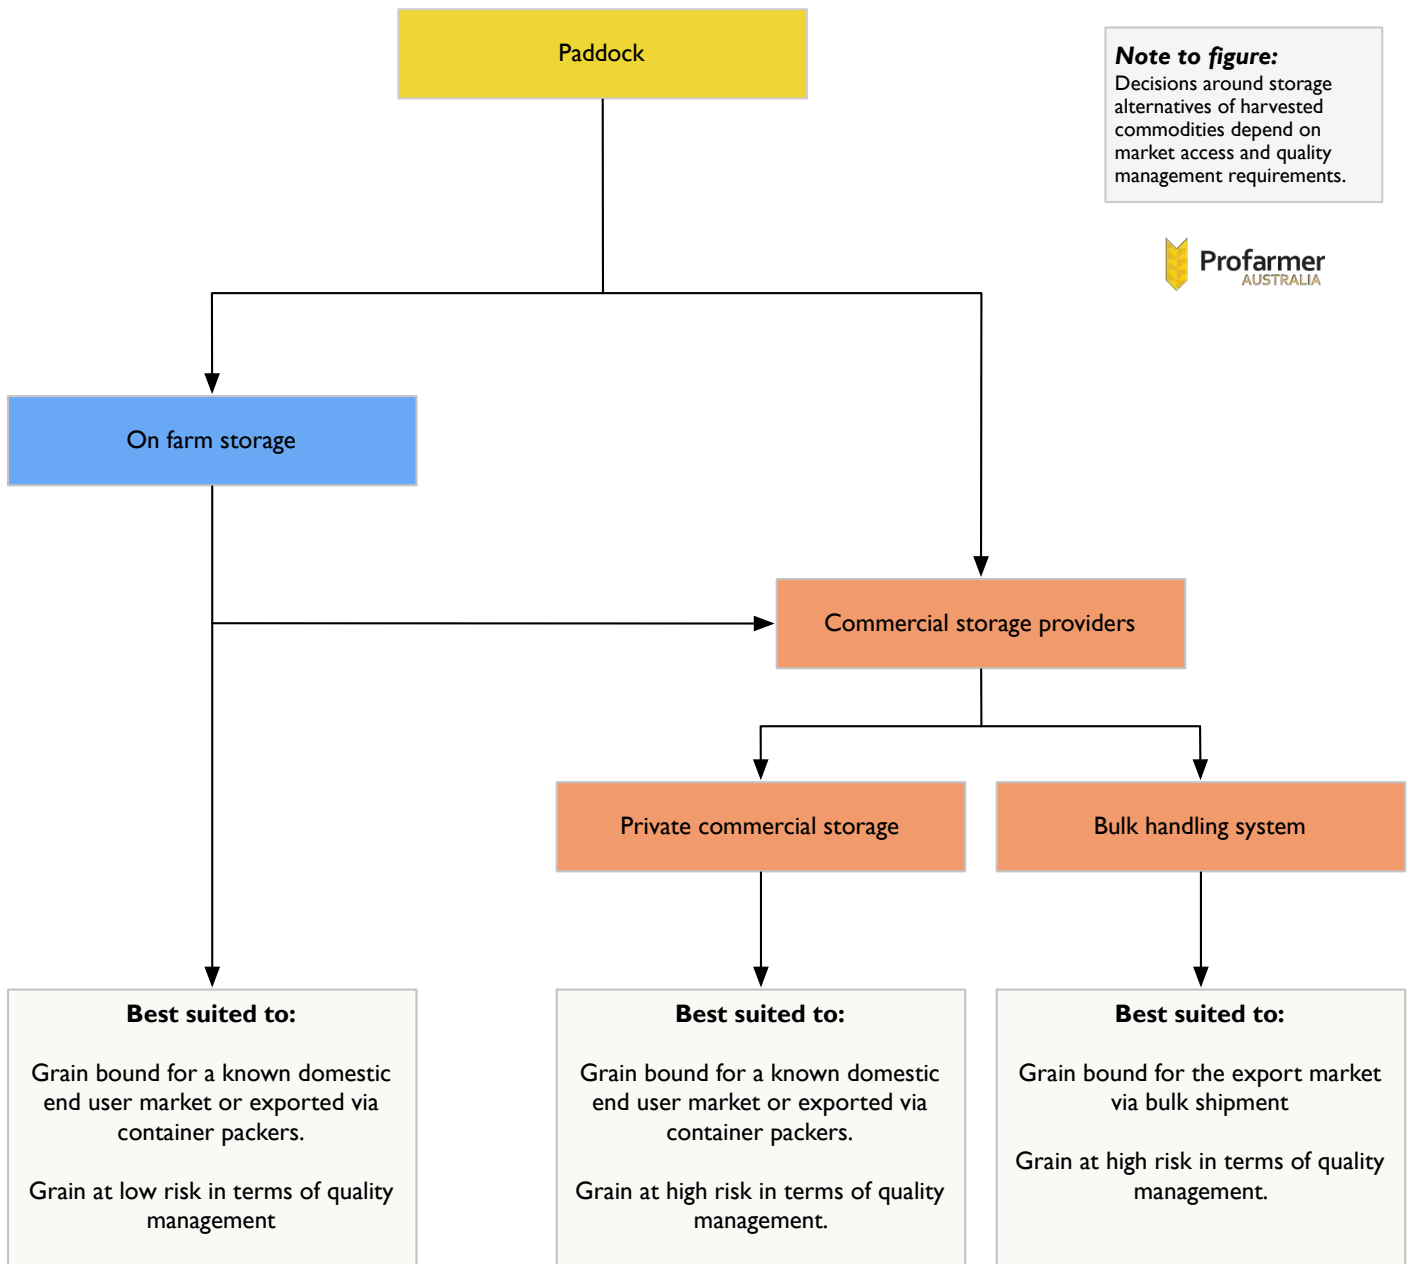 Paddock
Note to figure:
Decisions around storage
alternatives of harvested
commodities depend on
market access and quality
management requirements.
Profarmer
AUSTRALIA
On farm storage
Commercial storage providers
Private commercial storage
Bulk handling system
Best suited to:
Grain bound for a known domestic
end user market or exported via
container packers.
Grain at low risk in terms of quality
management
Best suited to:
Grain bound for a known domestic
end user market or exported via
container packers.
Grain at high risk in terms of quality
management.
Best suited to:
Grain bound for the export market
via bulk shipment
Grain at high risk in terms of quality
management.